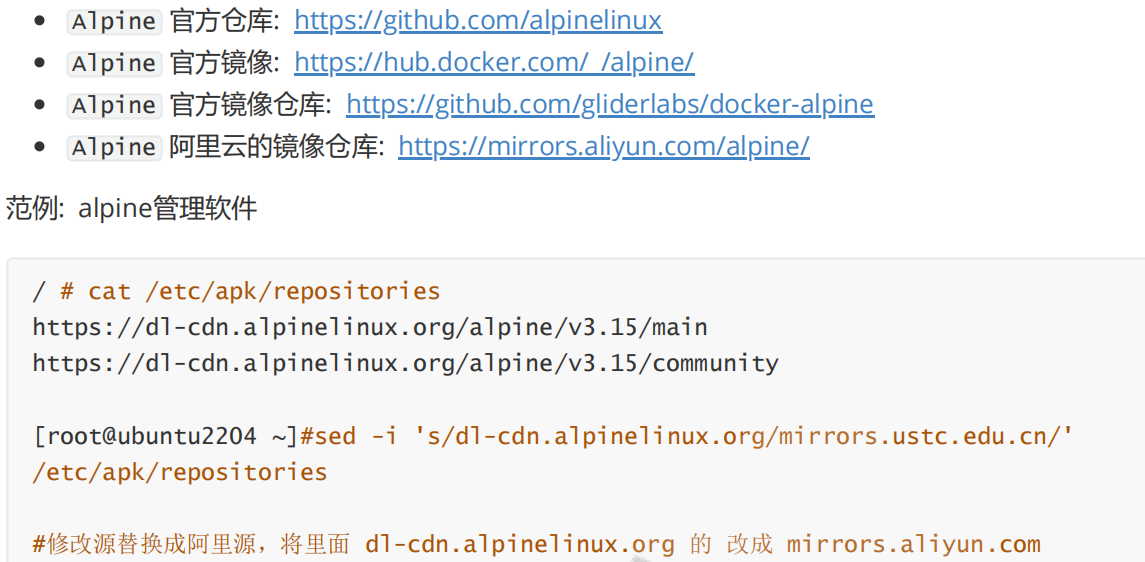 Alpine 官方仓库: https://github.com/alpinelinux
Alpine 官方镜像: https://hub.docker.com/_/alpine/
Alpine 官方镜像仓库: https://github.com/gliderlabs/docker-alpine
Alpine 阿里云的镜像仓库: https://mirrors.aliyun.com/alpine/
范例: alpine管理软件
/ # cat /etc/apk/repositories
https://dl-cdn.alpinelinux.org/alpine/v3.15/main
https://dl-cdn.alpinelinux.org/alpine/v3.15/community
[root@ubuntu2204 ~]#sed -i 's/dl-cdn.alpinelinux.org/mirrors.ustc.edu.cn/'
/etc/apk/repositories
#修改源替换成阿里源，将里面 dl-cdn.alpinelinux.org 的 改成 mirrors.aliyun.com